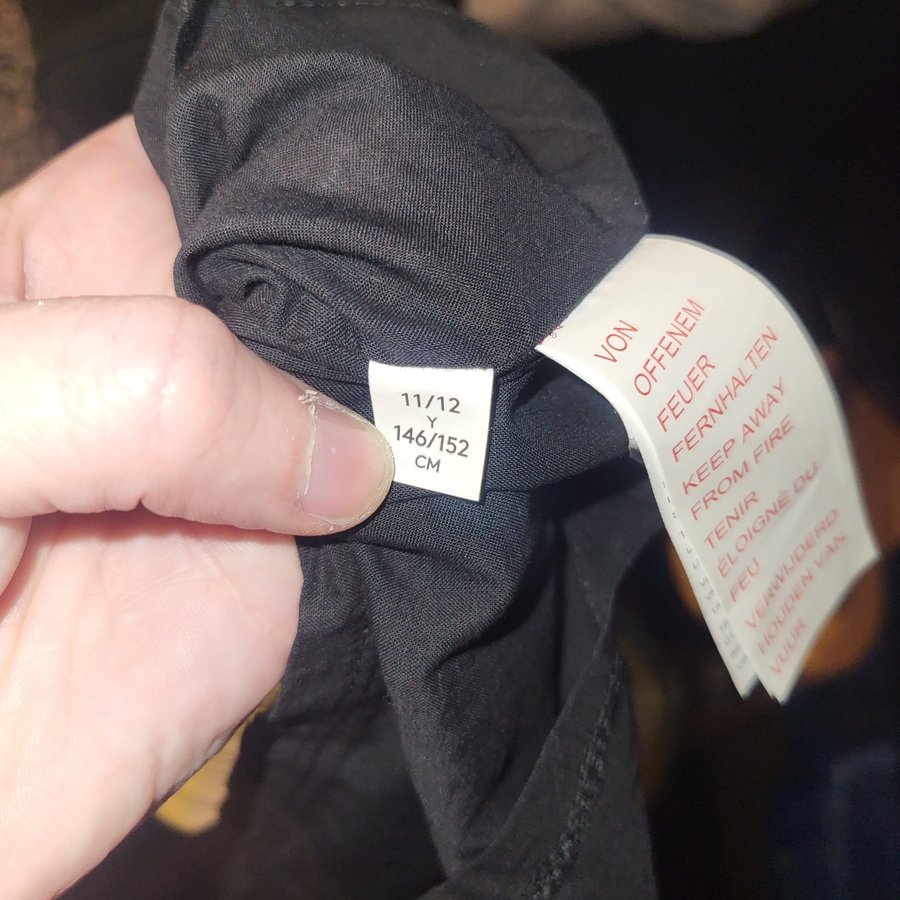 11/12
Y
146/152
CM
VON
OFFENEM
FEUER
FERNHALTEN
KEEP AWAY
FROM FIRE
TENIR
ÉLOIGNÉ DU
FEU
VERWIJDERD
HOUDEN VAN
VUUR